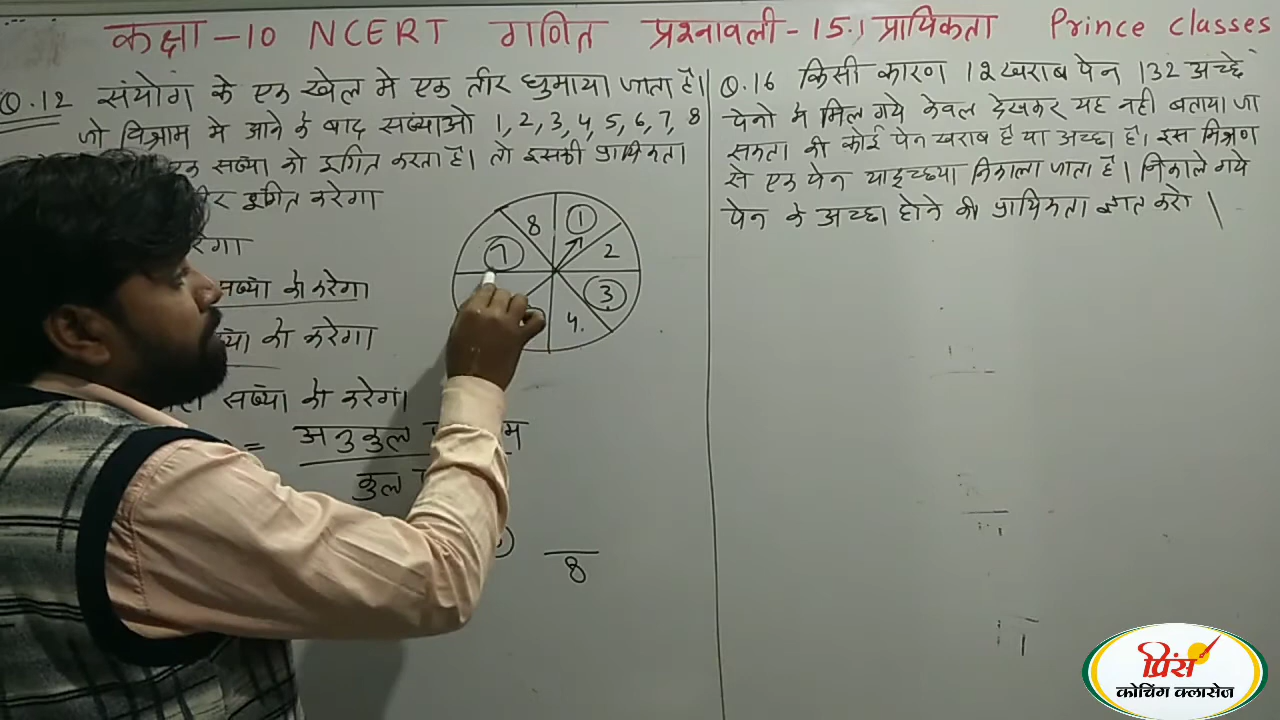 कक्षा -10 NCERT गणित प्रश्नावली-15.1 प्रायिकता Prince Classes
Q.12 संयोग के एक खेल मे एक तीर घुमाया जाता है।
जो विश्राम मे आने के बाद संख्याओ 1, 2, 3, 4, 5, 6, 7, 8
एक संख्या को इंगित करता है। तो इसकी प्रायिकता
इंगित करेगा
रेगा
संख्या को करेगा
को करेगा
संख्या को करेगा।
= अनुकुल
कुल
8
8 1 2 3 4. 7
Q.16 किसी कारण 12 खराब पेन 132 अच्छे
पेनो मे मिल गये केवल देखकर यह नही बताया जा
सकता की कोई पेन खराब है या अच्छा है। इस मिश्रण
से एक पेन याइच्छया निकाला जाता है। निकाले गये
पेन के अच्छा होने की प्रायिकता ज्ञात करो।
प्रिंस
कोचिंग क्लासेज